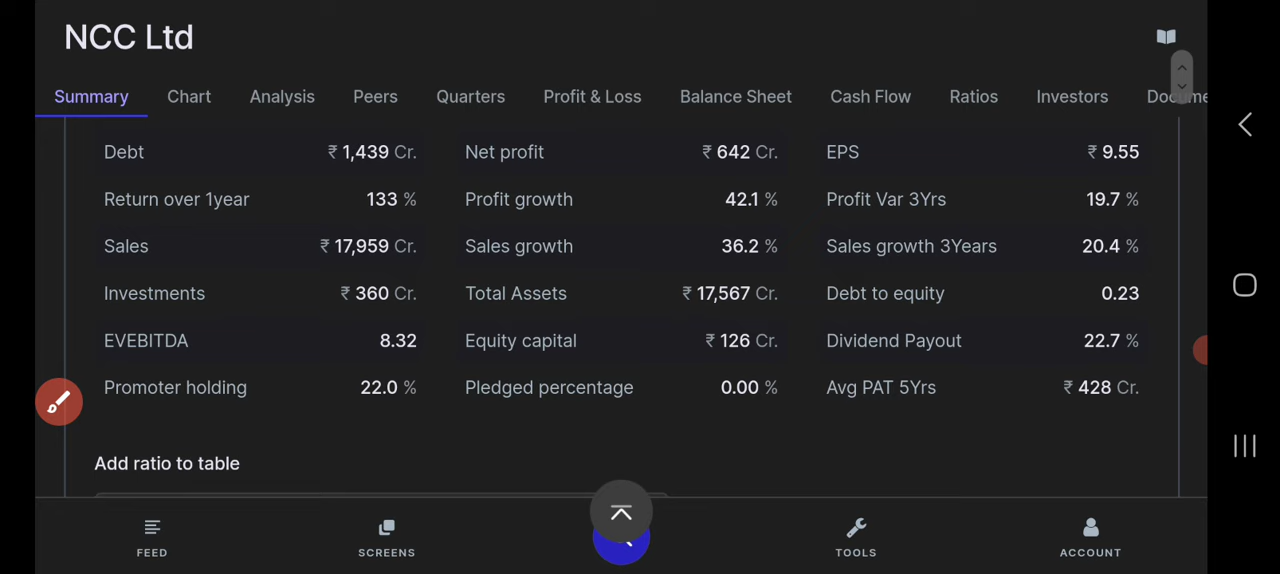 NCC Ltd
Summary Chart Analysis Peers Quarters Profit & Loss Balance Sheet Cash Flow Ratios Investors Docume
Debt ₹ 1,439 Cr. Net profit ₹ 642 Cr. EPS ₹ 9.55
Return over 1year 133 % Profit growth 42.1 % Profit Var 3Yrs 19.7 %
Sales ₹ 17,959 Cr. Sales growth 36.2 % Sales growth 3Years 20.4 %
Investments ₹ 360 Cr. Total Assets ₹ 17,567 Cr. Debt to equity 0.23
EVEBITDA 8.32 Equity capital ₹ 126 Cr. Dividend Payout 22.7 %
Promoter holding 22.0 % Pledged percentage 0.00 % Avg PAT 5Yrs ₹ 428 Cr.
Add ratio to table
FEED SCREENS TOOLS ACCOUNT